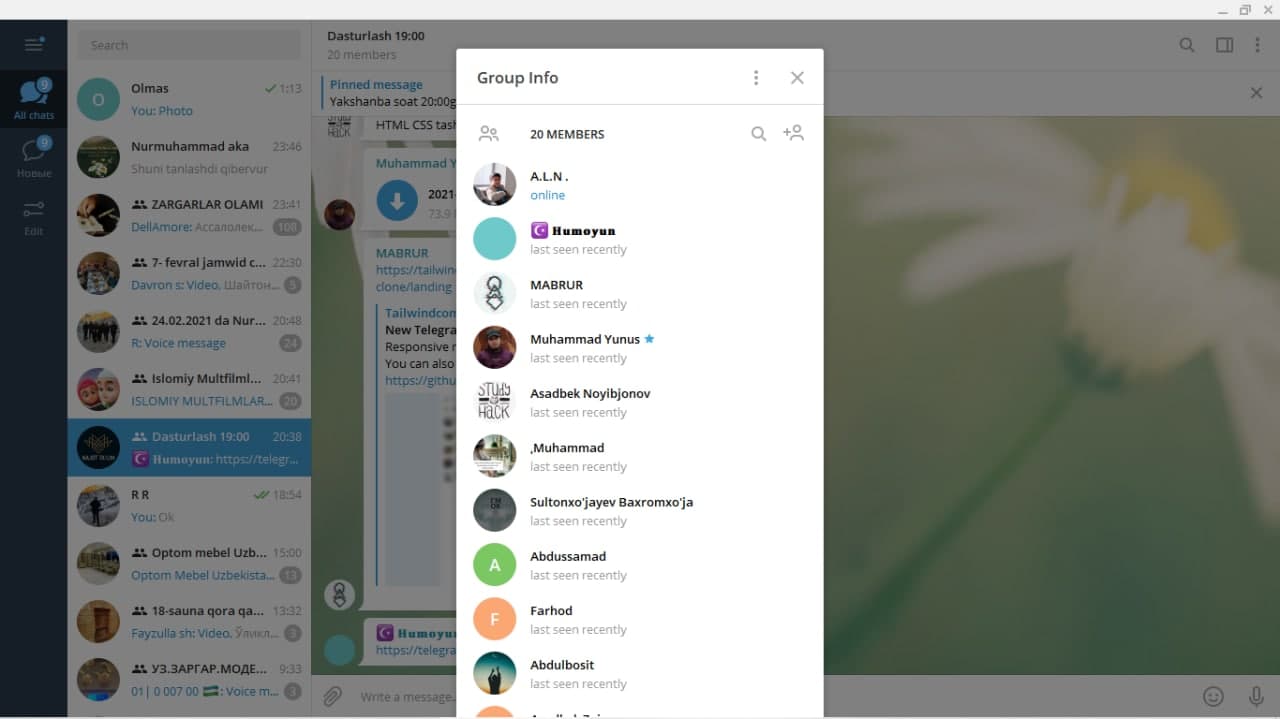 Search
9
All chats
9
Новые
Edit
Olmas 1:13
You: Photo
Nurmuhammad aka 23:46
Shuni tanlashdi qibervur
ZARGARLAR OLAMI 23:41
DellAmore: Ассалолек... 108
7- fevral jamwid c... 22:30
Davron s: Video, Шайтон... 5
24.02.2021 da Nur... 20:48
R: Voice message 24
Islomiy Multfilml... 20:41
ISLOMIY MULTFILMLAR... 20
Dasturlash 19:00 20:38
☪ Humoyun: https://telegr...
R R 18:54
You: Ok
Optom mebel Uzb... 15:00
Optom Mebel Uzbekista... 13
18-sauna qora qa... 13:32
Fayzulla sh: Video, Ўликл... 3
УЗ.ЗАРГАР.МОДЕ... 9:33
01| 0 007 00 🇺🇿: Voice m... 3
Dasturlash 19:00
20 members
Pinned message
Yakshanba soat 20:00g
HTML CSS tash
Muhammad Y
2021-
73.9
MABRUR
https://tailwin
clone/landing
Tailwindcom
New Telegra
Responsive
You can also
https://githu
☪ Humoyun
https://telegra
Write a message...
Group Info
20 MEMBERS
A.L.N .
online
☪ Humoyun
last seen recently
MABRUR
last seen recently
Muhammad Yunus
last seen recently
STUDY
HACK
Asadbek Noyibjonov
last seen recently
,Muhammad
last seen recently
I'M
OK
Sultonxo'jayev Baxromxo'ja
last seen recently
A
Abdussamad
last seen recently
F
Farhod
last seen recently
Abdulbosit
last seen recently